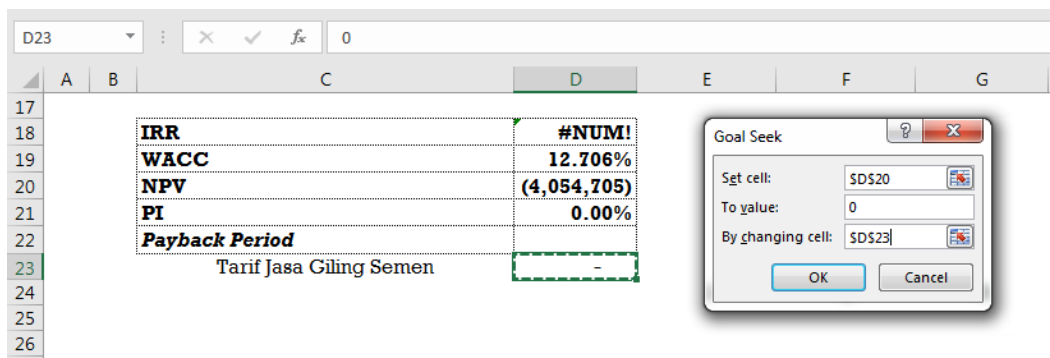 D23 fx 0
A B C D E F G
17
18 IRR #NUM!
19 WACC 12.706%
20 NPV (4,054,705)
21 PI 0.00%
22 Payback Period
23 Tarif Jasa Giling Semen -
24
25
26
Goal Seek ? X
Set cell: $D$20
To value: 0
By changing cell: $D$23
OK Cancel